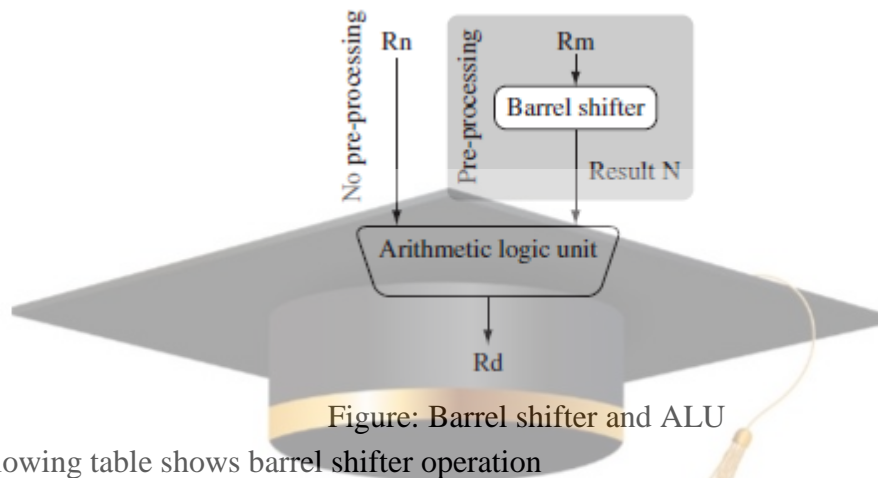 No pre-processing
Rn
Pre-processing
Rm
Barrel shifter
Result N
Arithmetic logic unit
Rd
Figure: Barrel shifter and ALU
lowing table shows barrel shifter operation